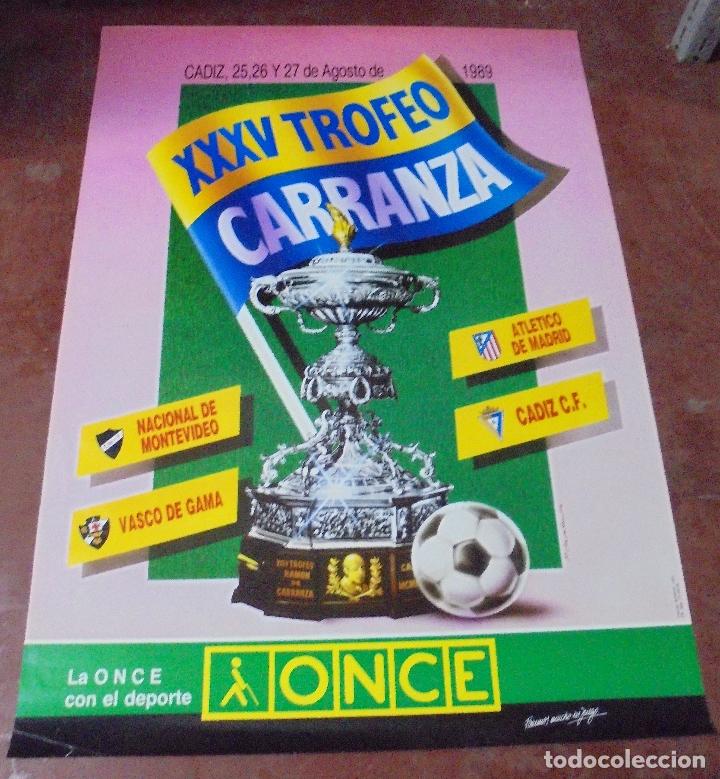 CADIZ, 25,26 Y 27 de Agosto de 1989
XXXV TROFEO
CARRANZA
ATLETICO
DE MADRID
CADIZ C.F.
NACIONAL DE
MONTEVIDEO
VASCO DE GAMA
TROFEO
RAMON
DE
CARRANZA
La ONCE
con el deporte
ONCE
todocoleccion